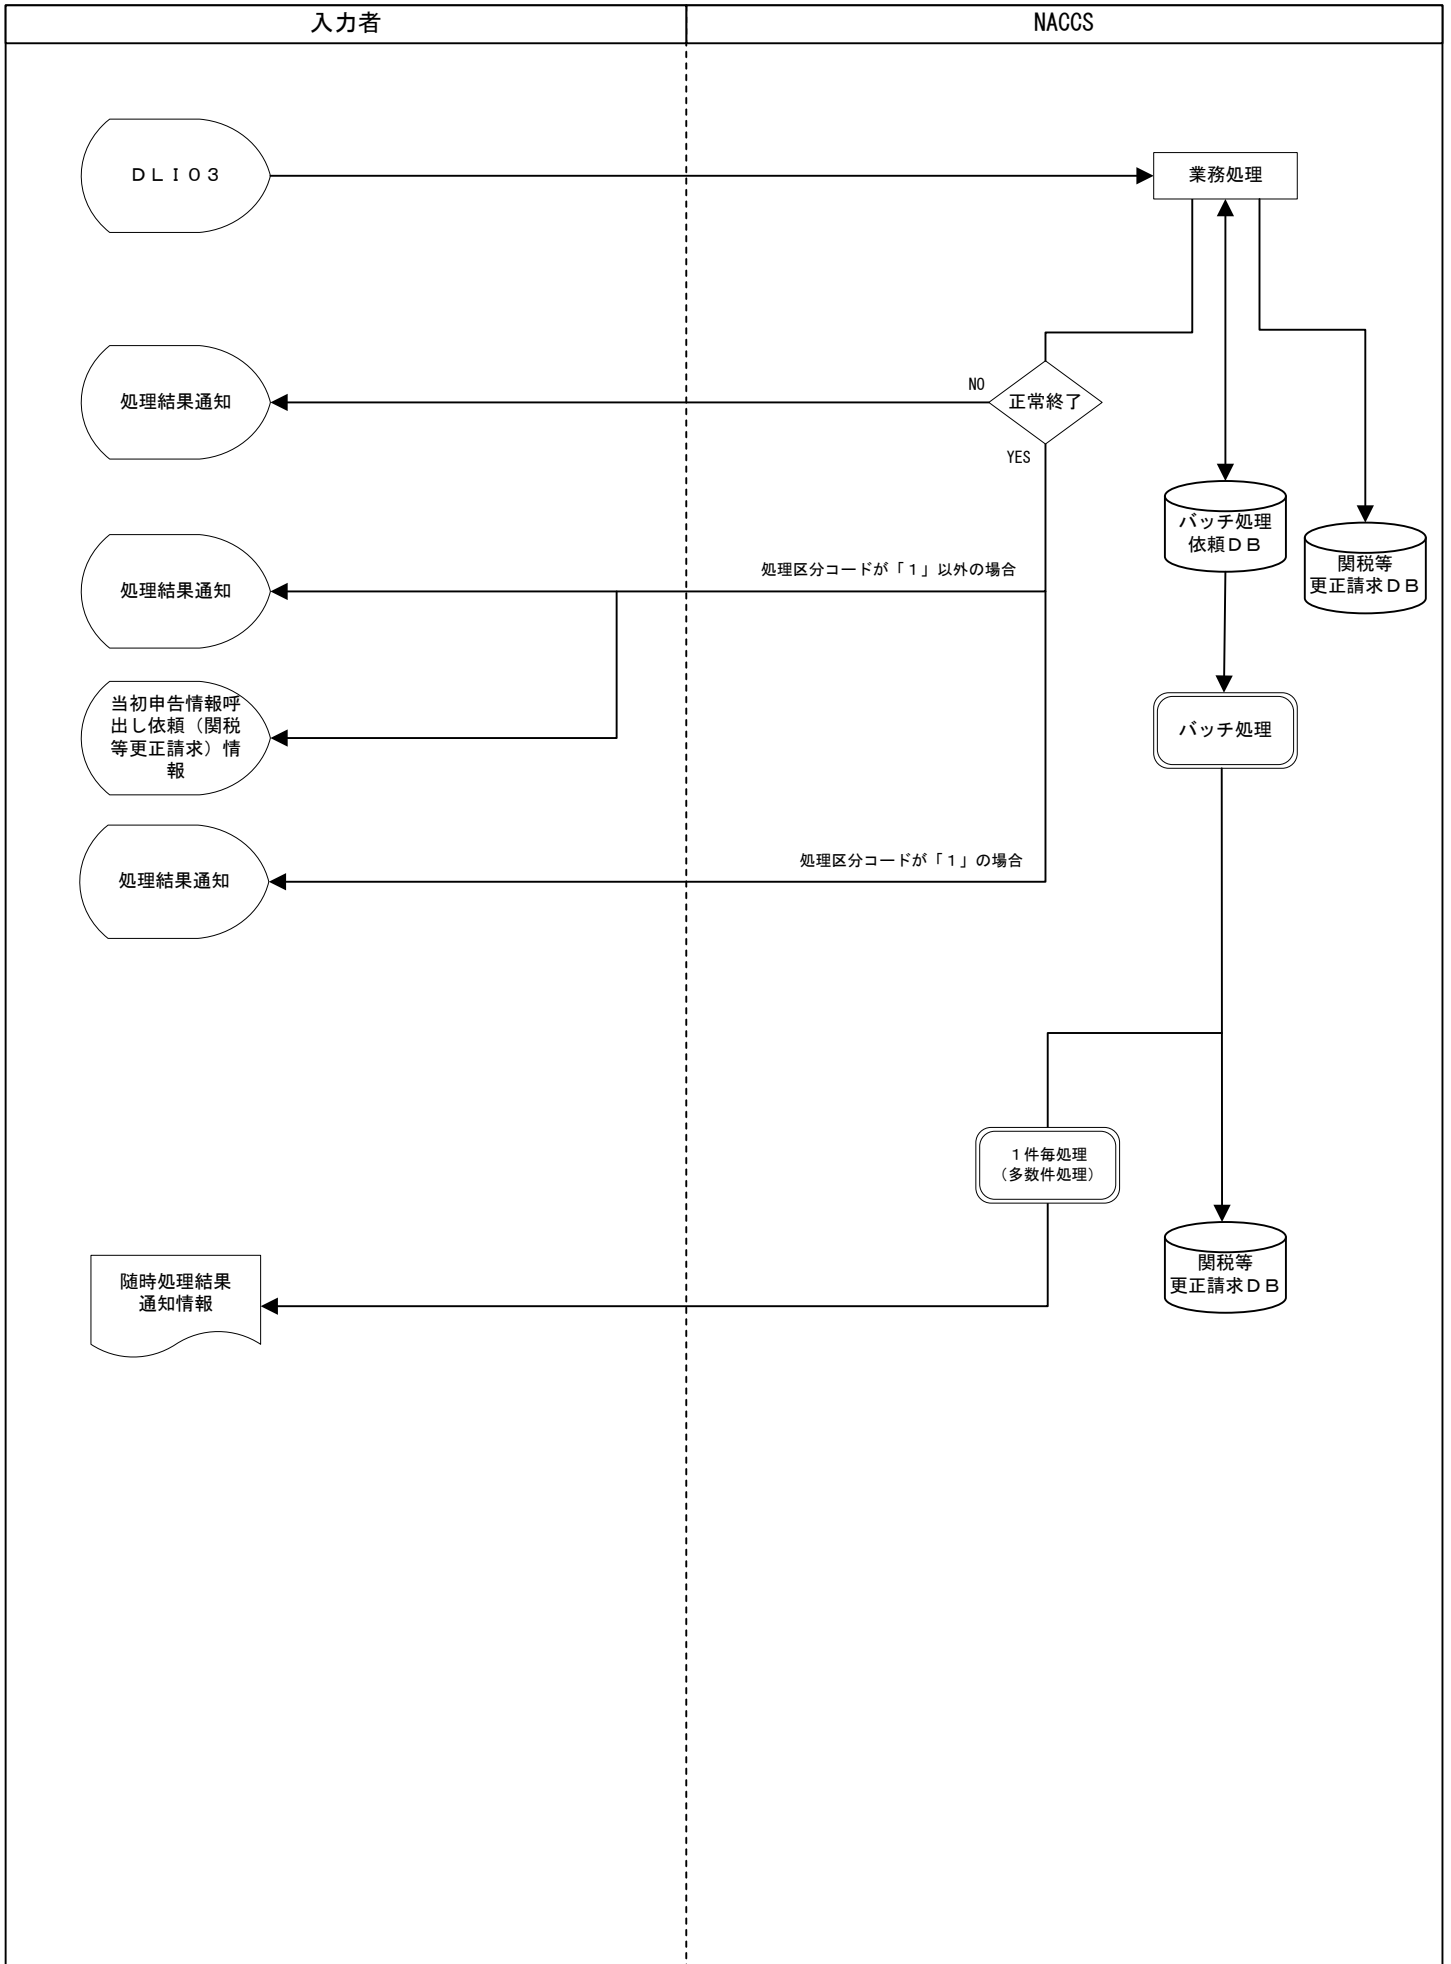 入力者
NACCS
ＤＬＩ０３
業務処理
処理結果通知
NO
正常終了
YES
バッチ処理
依頼ＤＢ
関税等
更正請求ＤＢ
処理区分コードが「１」以外の場合
処理結果通知
当初申告情報呼
出し依頼（関税
等更正請求）情
報
バッチ処理
処理区分コードが「１」の場合
処理結果通知
１件毎処理
（多数件処理）
関税等
更正請求ＤＢ
随時処理結果
通知情報